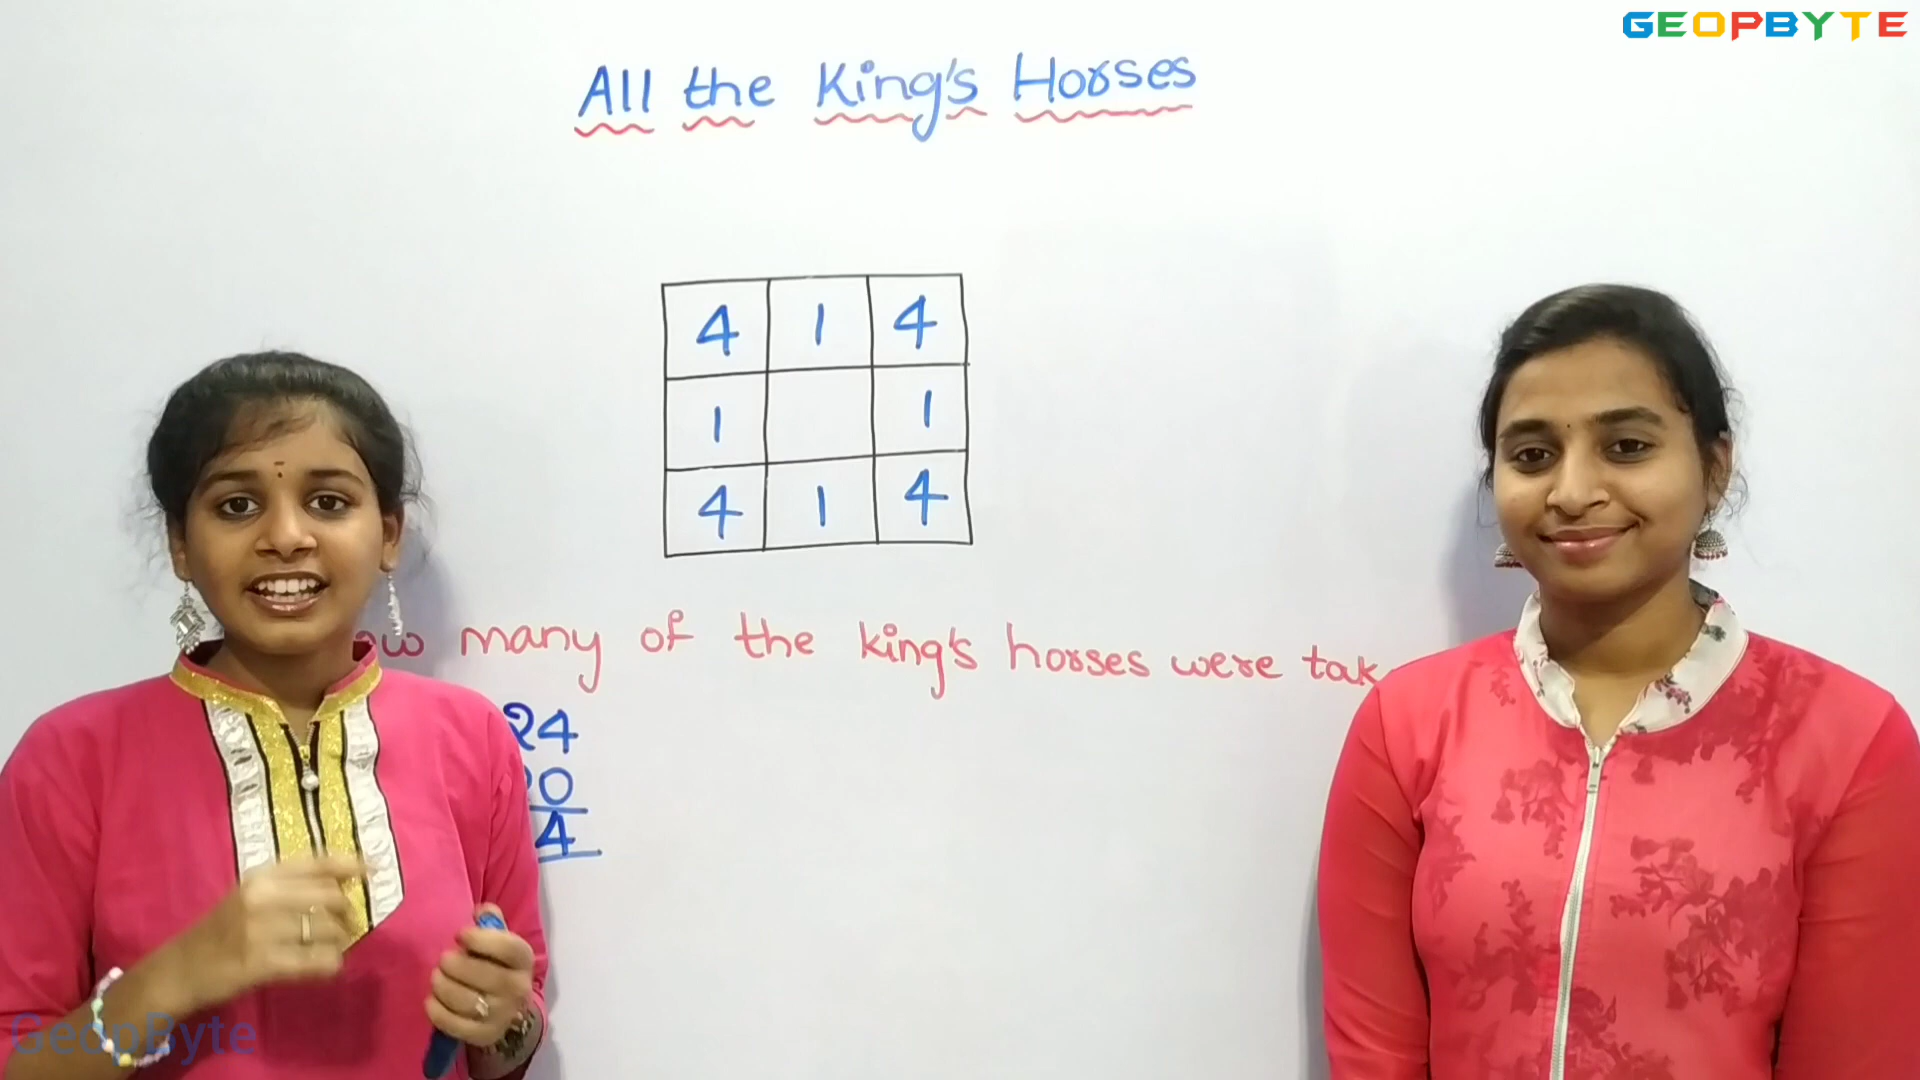 GEOPBYTE
All the King's Horses
4 1 4
1 1
4 1 4
many of the king's horses were
24
0
4
GeopByte